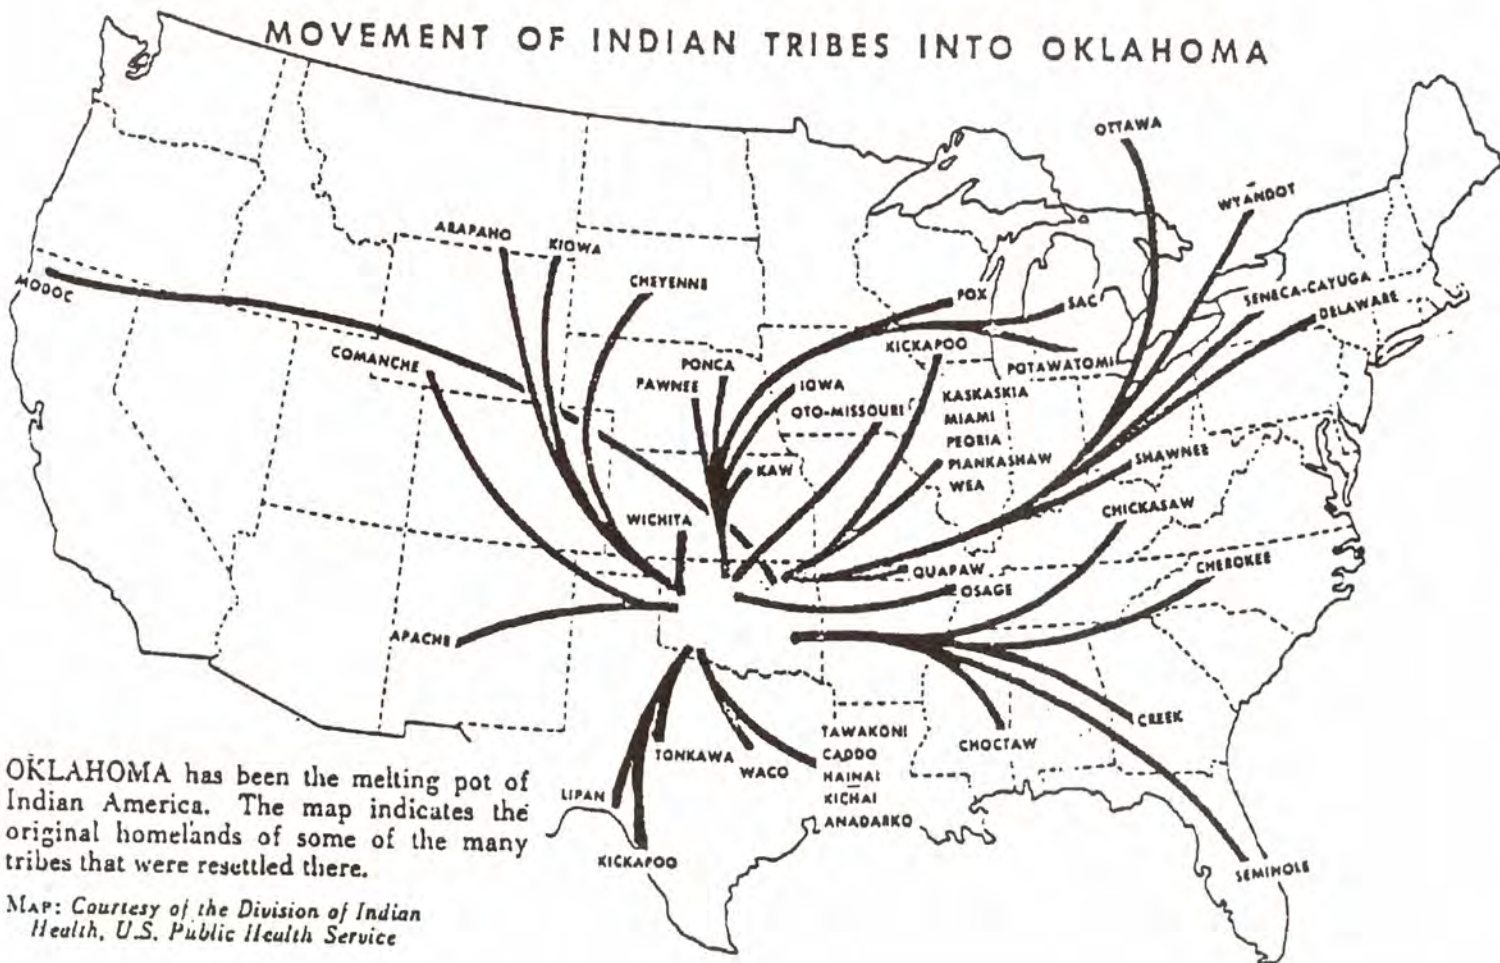 MOVEMENT OF INDIAN TRIBES INTO OKLAHOMA
OTTAWA
WYANDOT
ARAPAHO
KIOWA
MODOC
CHEYENNE
FOX
SAC
SENECA-CAYUGA
DELAWARE
COMANCHE
KICKAPOO
PONCA
POTAWATOMI
PAWNEE
IOWA
KASKASKIA
OTO-MISSOURI
MIAMI
PEORIA
KAW
PIANKASHAW
SHAWNEE
WEA
WICHITA
CHICKASAW
QUAPAW
CHEROKEE
OSAGE
APACHE
CREEK
TAWAKONI
CHOCTAW
TONKAWA
CADDO
WACO
HAINAI
LIPAN
KICHAI
ANADARKO
KICKAPOO
SEMINOLE
OKLAHOMA has been the melting pot of
Indian America. The map indicates the
original homelands of some of the many
tribes that were resettled there.
MAP: Courtesy of the Division of Indian
Health, U.S. Public Health Service